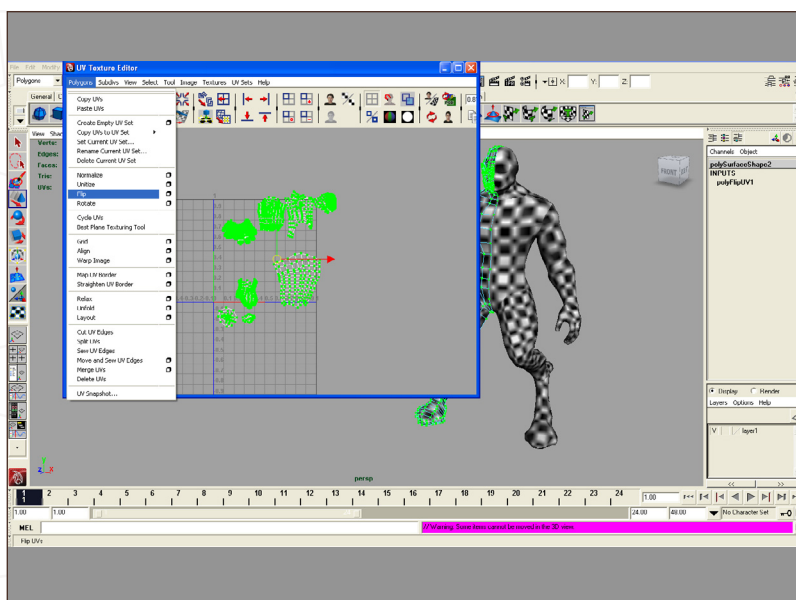 File Edit Modify
UV Texture Editor
Polygons
Polygons Subdivs View Select Tool Image Textures UV Sets Help
X: Y: Z:
General
Copy UVs
Paste UVs
Create Empty UV Set
Copy UVs to UV Set
Set Current UV Set...
Rename Current UV Set...
Delete Current UV Set
Normalize
Unitize
Flip
Rotate
Cycle UVs
Best Plane Texturing Tool
Grid
Align
Warp Image
Map UV Border
Straighten UV Border
Relax
Unfold
Layout
Cut UV Edges
Split UVs
Sew UV Edges
Move and Sew UV Edges
Merge UVs
Delete UVs
UV Snapshot...
View Shad
Verts:
Edges:
Faces:
Tris:
UVs:
FRONT
Channels Object
polySurfaceShape2
INPUTS
polyFlipUV1
Display Render
Layers Options Help
V layer1
persp
1 2 3 4 5 6 7 8 9 10 11 12 13 14 15 16 17 18 19 20 21 22 23 24
1
1.00
1.00 1.00 24.00 48.00 No Character Set
MEL // Warning: Some items cannot be moved in the 3D view.
Flip UVs